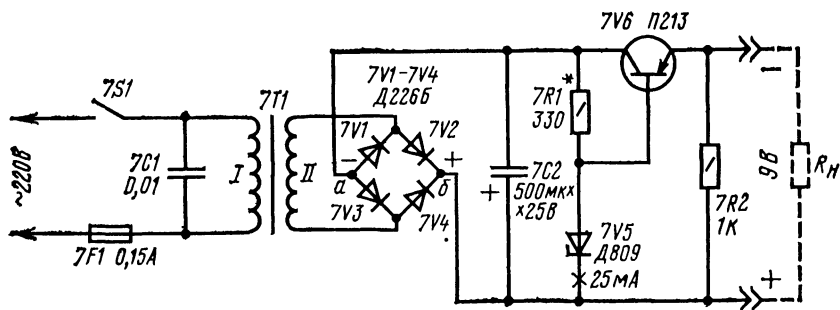 7V6 П213
7S1
7T1
7V1-7V4
Д226Б
7V1
7V2
*
7R1
330
−
~220В
7C1
0,01
I
II
−
+
а
б
7C2
+
500мк×
×25В
9В
Rн
7V3
7V4
7V5
Д809
25мА
7R2
1к
7F1 0,15А
+